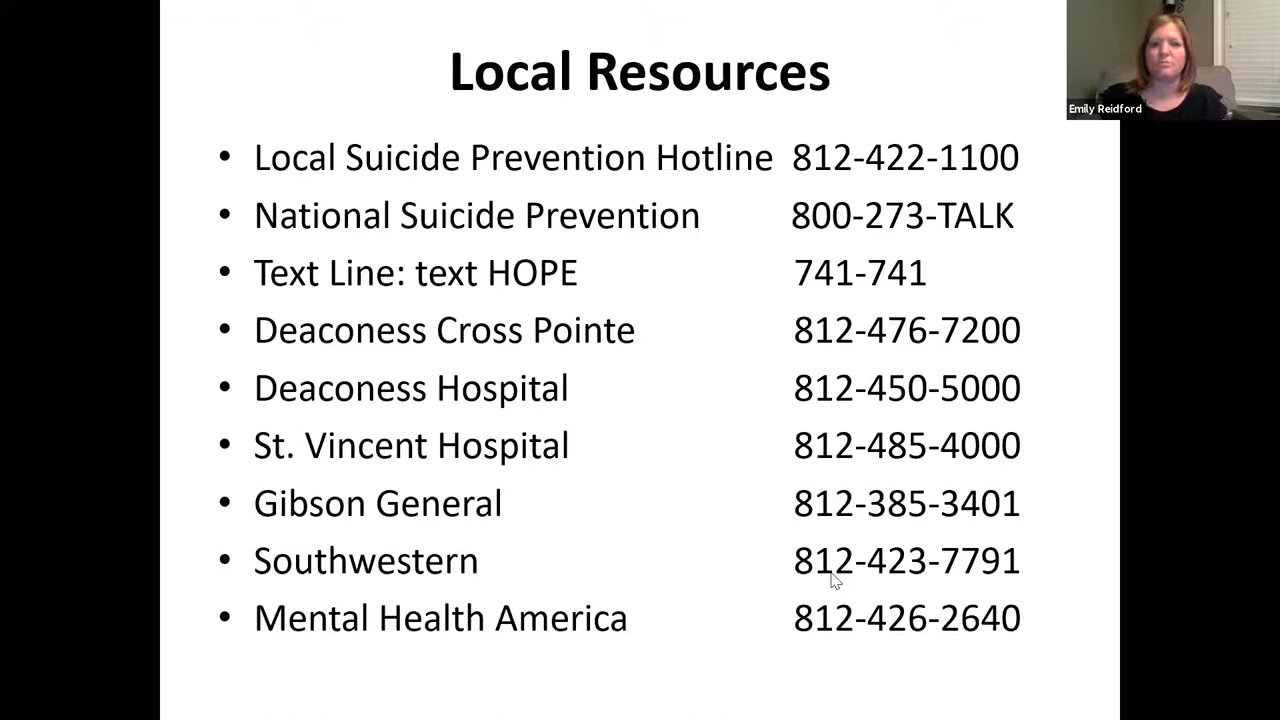 Local Resources
Emily Reidford
• Local Suicide Prevention Hotline 812-422-1100
• National Suicide Prevention 800-273-TALK
• Text Line: text HOPE 741-741
• Deaconess Cross Pointe 812-476-7200
• Deaconess Hospital 812-450-5000
• St. Vincent Hospital 812-485-4000
• Gibson General 812-385-3401
• Southwestern 812-423-7791
• Mental Health America 812-426-2640